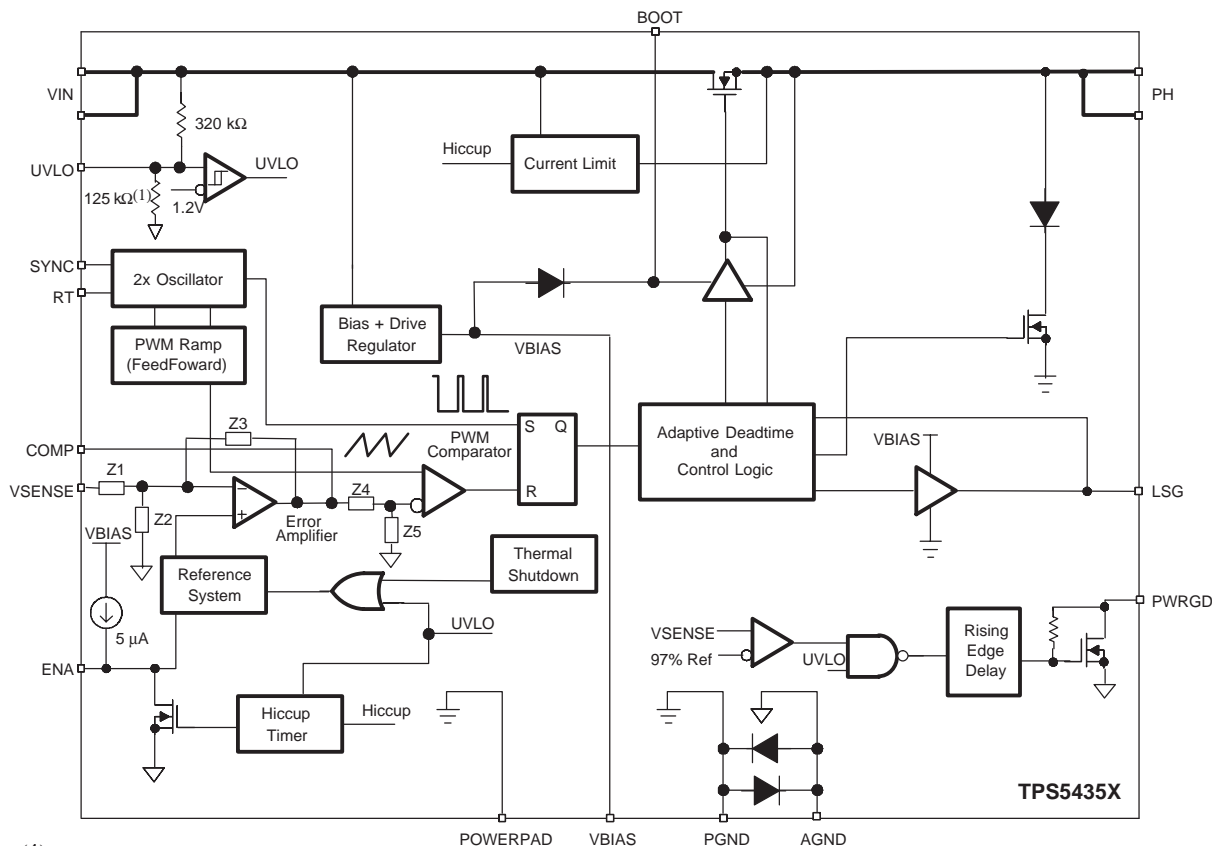 BOOT
VIN
PH
320 kΩ
Hiccup
Current Limit
UVLO
UVLO
125 kΩ(1)
1.2V
SYNC
2x Oscillator
RT
Bias + Drive
Regulator
PWM Ramp
(FeedFoward)
VBIAS
Z3
S Q
PWM
Comparator
Adaptive Deadtime
and
Control Logic
VBIAS
COMP
Z1
Z4
R
VSENSE
LSG
Z2
Error
Amplifier
Z5
VBIAS
Thermal
Shutdown
Reference
System
5 μA
PWRGD
UVLO
VSENSE
Rising
Edge
Delay
97% Ref
UVLO
ENA
Hiccup
Timer
Hiccup
TPS5435X
POWERPAD
VBIAS
PGND
AGND